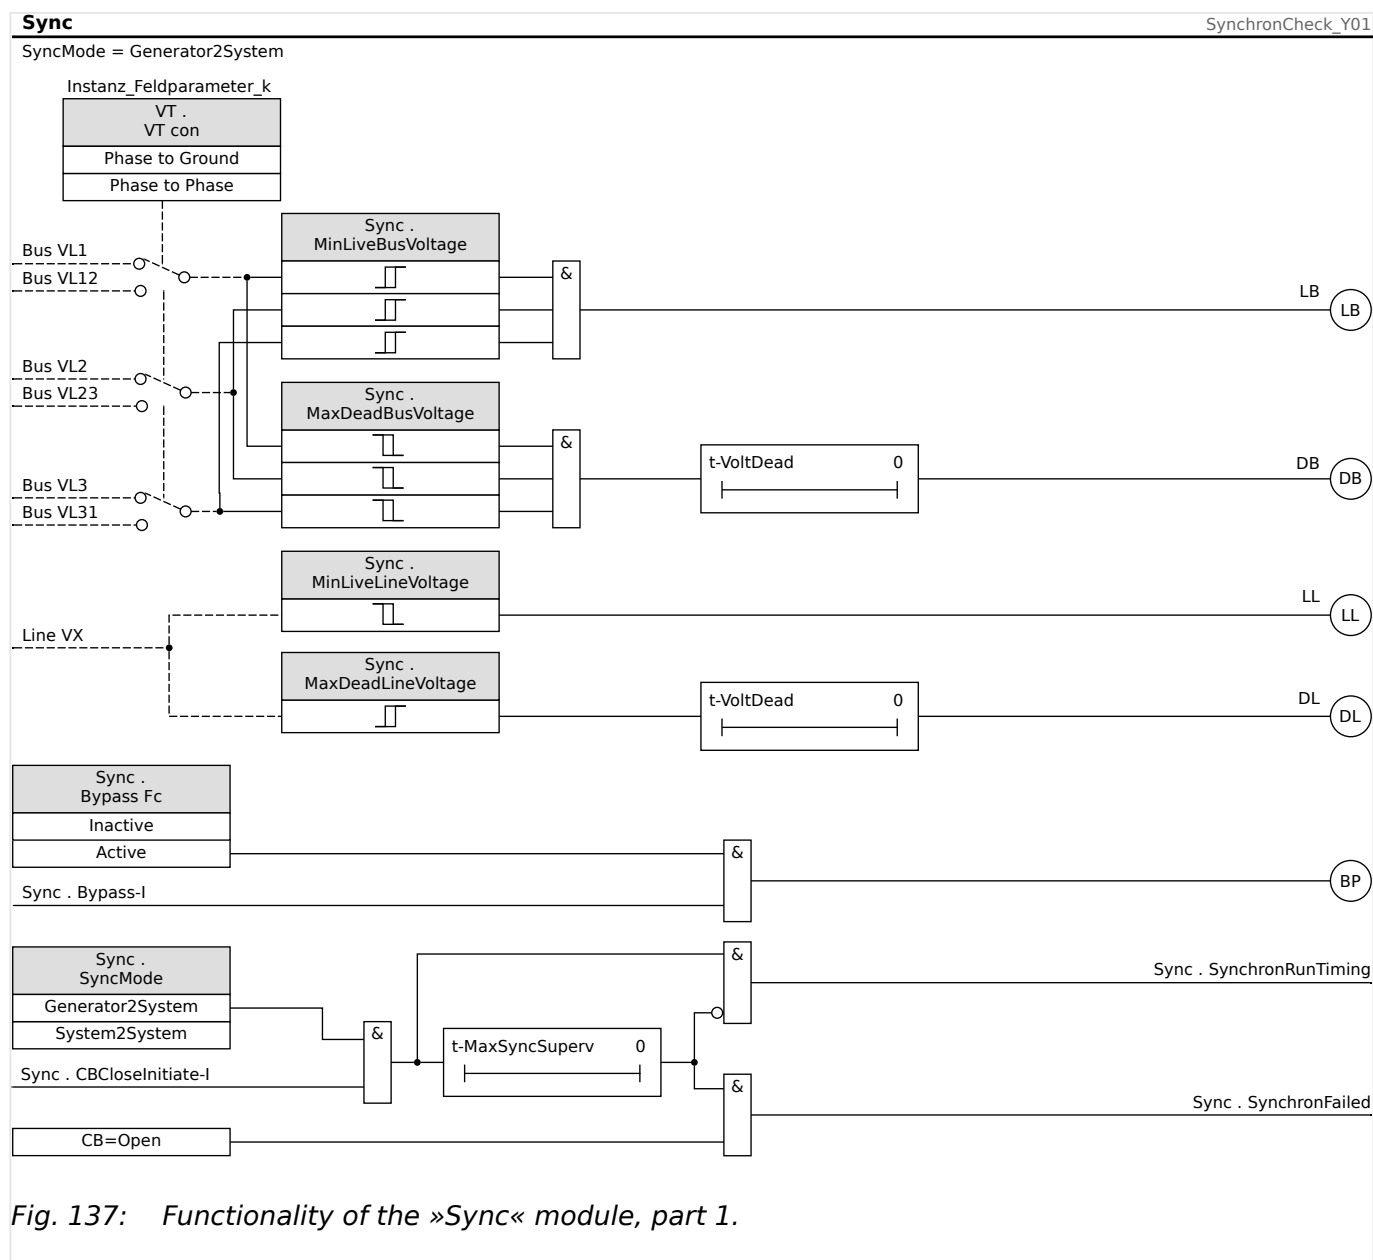 Sync
SynchronCheck_Y01
SyncMode = Generator2System
Instanz_Feldparameter_k
VT .
VT con
Phase to Ground
Phase to Phase
Sync .
MinLiveBusVoltage
Bus VL1
Bus VL12
&
LB
LB
Bus VL2
Bus VL23
Sync .
MaxDeadBusVoltage
&
t-VoltDead 0
DB
DB
Bus VL3
Bus VL31
Sync .
MinLiveLineVoltage
LL
LL
Line VX
Sync .
MaxDeadLineVoltage
t-VoltDead 0
DL
DL
Sync .
Bypass Fc
Inactive
Active
&
Sync . Bypass-I
BP
Sync .
SyncMode
Generator2System
System2System
&
Sync . SynchronRunTiming
&
t-MaxSyncSuperv 0
Sync . CBCloseInitiate-I
&
Sync . SynchronFailed
CB=Open
Fig. 137: Functionality of the »Sync« module, part 1.